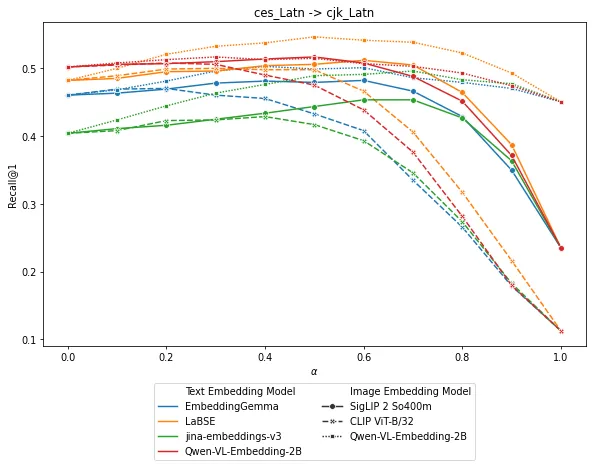 ces_Latn -> cjk_Latn
Recall@1
0.5
0.4
0.3
0.2
0.1
0.0 0.2 0.4 0.6 0.8 1.0
α
Text Embedding Model
EmbeddingGemma
LaBSE
jina-embeddings-v3
Qwen-VL-Embedding-2B
Image Embedding Model
SigLIP 2 So400m
CLIP ViT-B/32
Qwen-VL-Embedding-2B